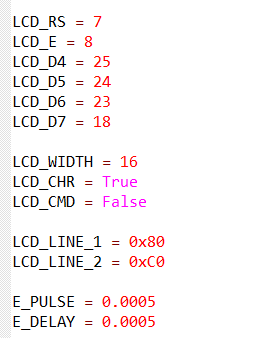 LCD_RS = 7
LCD_E = 8
LCD_D4 = 25
LCD_D5 = 24
LCD_D6 = 23
LCD_D7 = 18
LCD_WIDTH = 16
LCD_CHR = True
LCD_CMD = False
LCD_LINE_1 = 0x80
LCD_LINE_2 = 0xC0
E_PULSE = 0.0005
E_DELAY = 0.0005